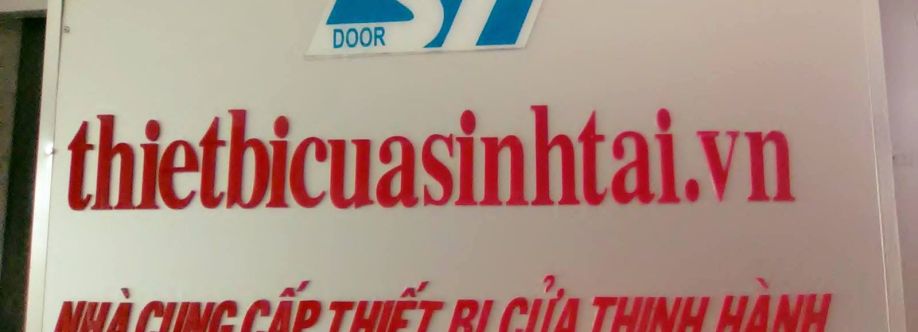 DOOR
thietbicuasinhtai.vn
NHÀ CUNG CẤP THIẾT BỊ CỬA THỊNH HÀNH